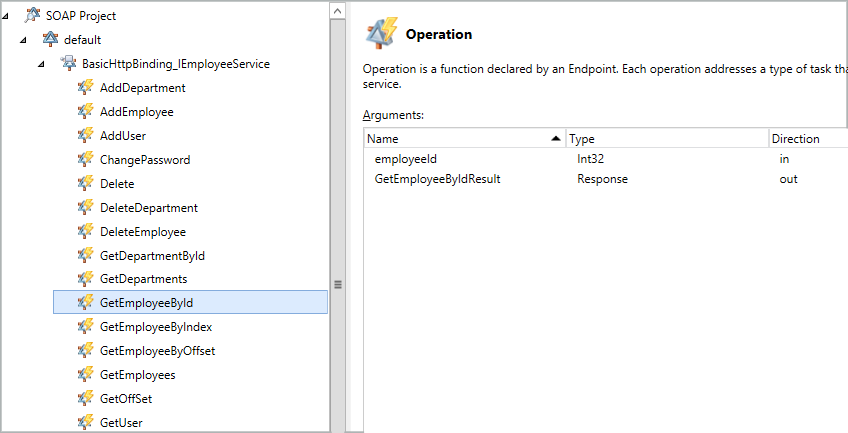 SOAP Project
default
BasicHttpBinding_IEmployeeService
AddDepartment
AddEmployee
AddUser
ChangePassword
Delete
DeleteDepartment
DeleteEmployee
GetDepartmentById
GetDepartments
GetEmployeeById
GetEmployeeByIndex
GetEmployeeByOffset
GetEmployees
GetOffSet
GetUser
Operation
Operation is a function declared by an Endpoint. Each operation addresses a type of task tha
service.
Arguments:
Name Type Direction
employeeId Int32 in
GetEmployeeByIdResult Response out